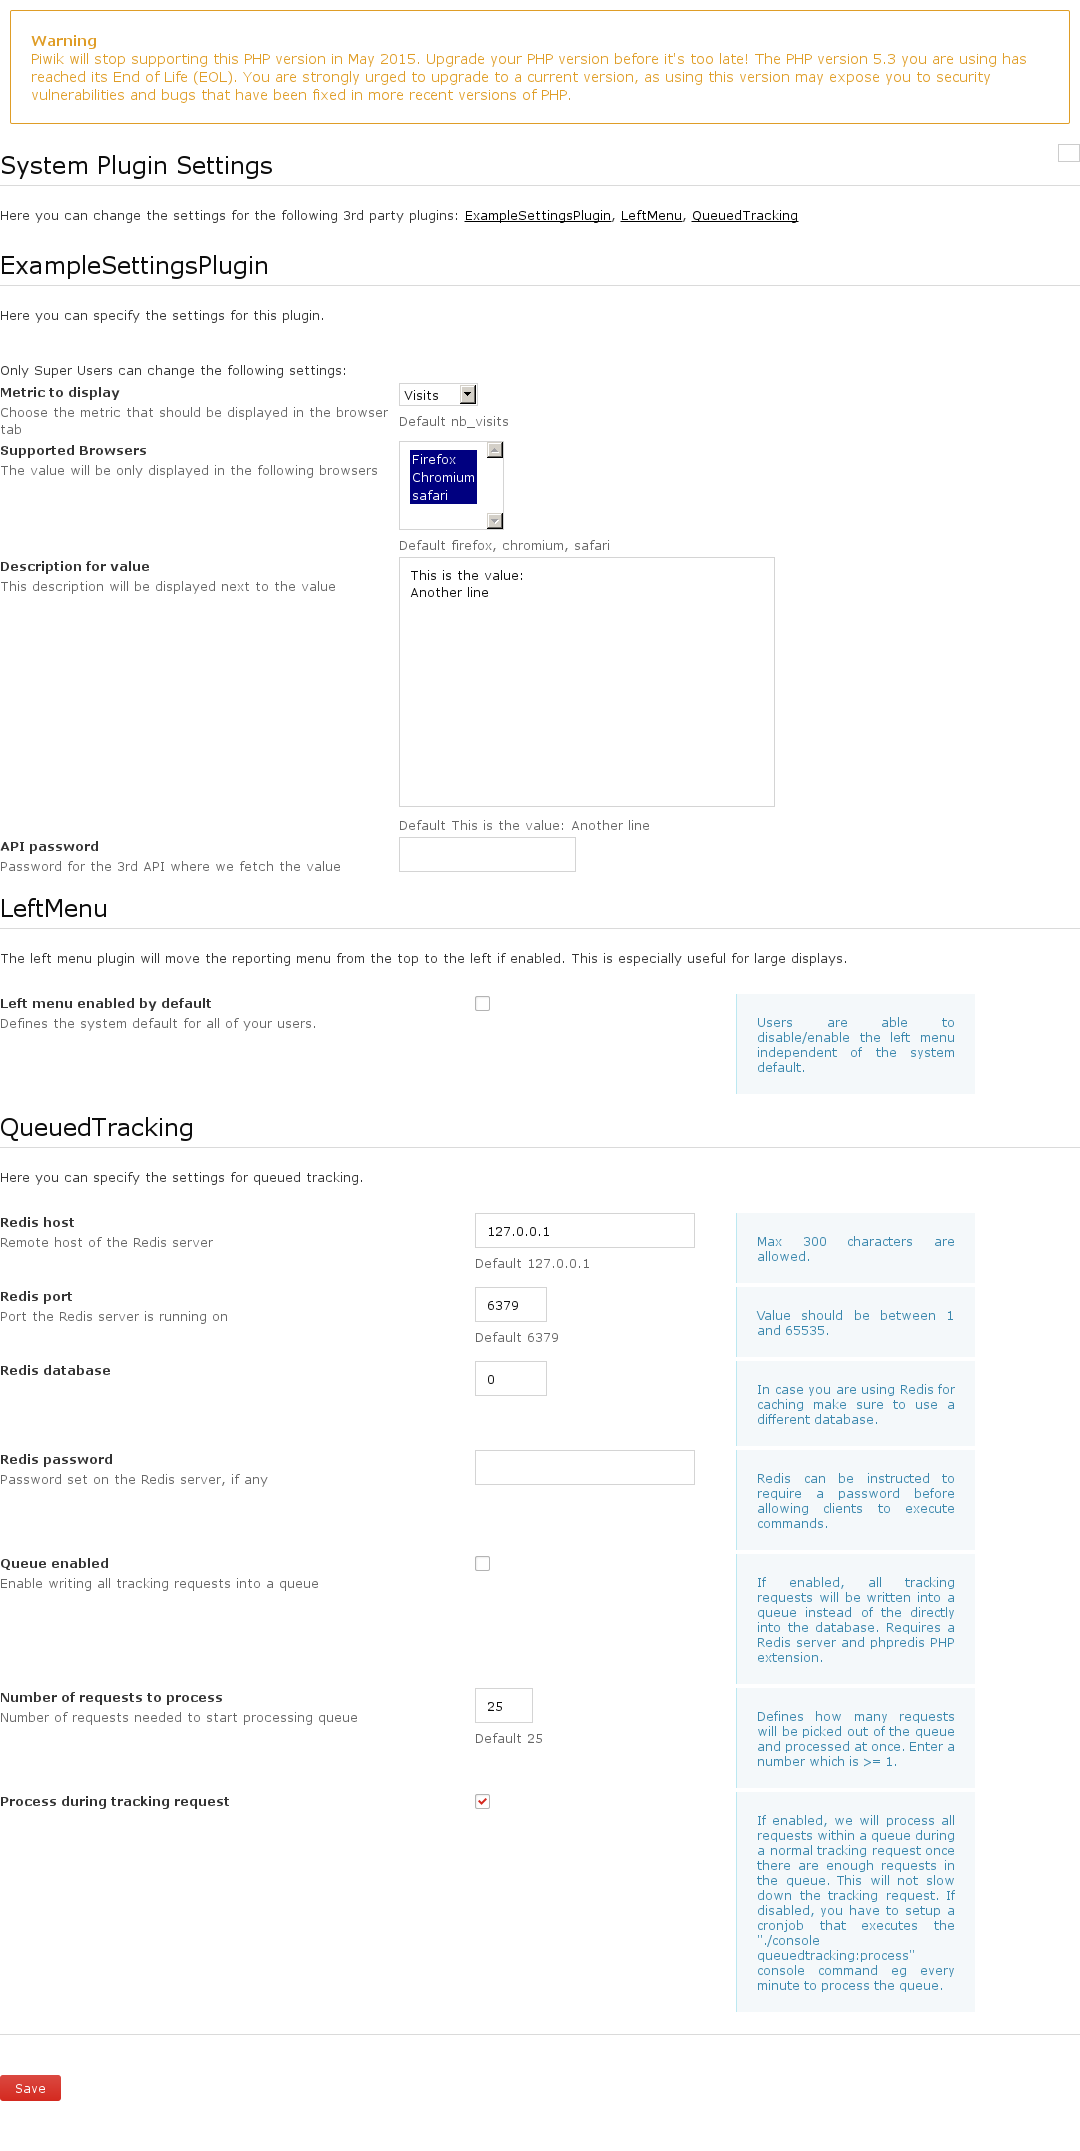 Warning
Piwik will stop supporting this PHP version in May 2015. Upgrade your PHP version before it's too late! The PHP version 5.3 you are using has
reached its End of Life (EOL). You are strongly urged to upgrade to a current version, as using this version may expose you to security
vulnerabilities and bugs that have been fixed in more recent versions of PHP.
System Plugin Settings
Here you can change the settings for the following 3rd party plugins: ExampleSettingsPlugin, LeftMenu, QueuedTracking
ExampleSettingsPlugin
Here you can specify the settings for this plugin.
Only Super Users can change the following settings:
Metric to display
Choose the metric that should be displayed in the browser
tab
Visits
Default nb_visits
Supported Browsers
The value will be only displayed in the following browsers
Firefox
Chromium
safari
Default firefox, chromium, safari
Description for value
This description will be displayed next to the value
This is the value:
Another line
Default This is the value: Another line
API password
Password for the 3rd API where we fetch the value
LeftMenu
The left menu plugin will move the reporting menu from the top to the left if enabled. This is especially useful for large displays.
Left menu enabled by default
Defines the system default for all of your users.
Users are able to
disable/enable the left menu
independent of the system
default.
QueuedTracking
Here you can specify the settings for queued tracking.
Redis host
Remote host of the Redis server
127.0.0.1
Default 127.0.0.1
Max 300 characters are
allowed.
Redis port
Port the Redis server is running on
6379
Default 6379
Value should be between 1
and 65535.
Redis database
0
In case you are using Redis for
caching make sure to use a
different database.
Redis password
Password set on the Redis server, if any
Redis can be instructed to
require a password before
allowing clients to execute
commands.
Queue enabled
Enable writing all tracking requests into a queue
If enabled, all tracking
requests will be written into a
queue instead of the directly
into the database. Requires a
Redis server and phpredis PHP
extension.
Number of requests to process
Number of requests needed to start processing queue
25
Default 25
Defines how many requests
will be picked out of the queue
and processed at once. Enter a
number which is >= 1.
Process during tracking request
If enabled, we will process all
requests within a queue during
a normal tracking request once
there are enough requests in
the queue. This will not slow
down the tracking request. If
disabled, you have to setup a
cronjob that executes the
"./console
queuedtracking:process"
console command eg every
minute to process the queue.
Save